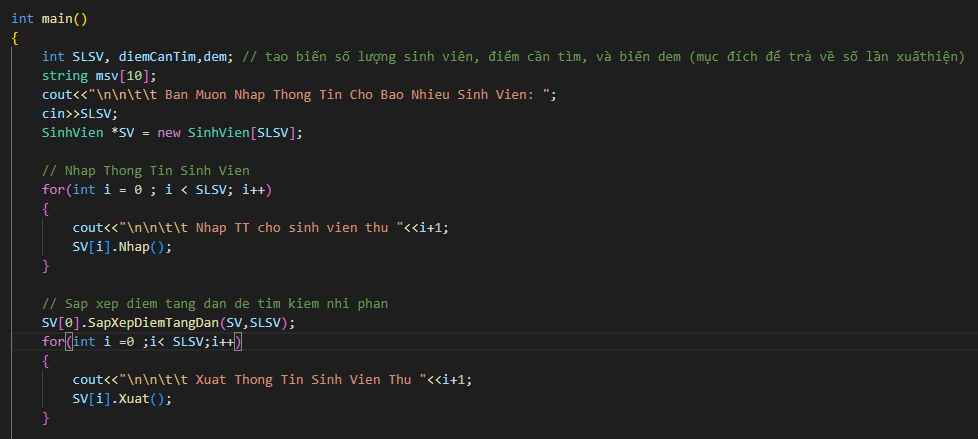 int main()
{
int SLSV, diemCanTim,dem; // tao biến số lượng sinh viên, điểm cần tìm, và biến dem (mục đích để trả về số lần xuấthiện)
string msv[10];
cout<<"\n\n\t\t Ban Muon Nhap Thong Tin Cho Bao Nhieu Sinh Vien: ";
cin>>SLSV;
SinhVien *SV = new SinhVien[SLSV];
// Nhap Thong Tin Sinh Vien
for(int i = 0 ; i < SLSV; i++)
{
cout<<"\n\n\t\t Nhap TT cho sinh vien thu "<<i+1;
SV[i].Nhap();
}
// Sap xep diem tang dan de tim kiem nhi phan
SV[0].SapXepDiemTangDan(SV,SLSV);
for(int i =0 ;i< SLSV;i++)
{
cout<<"\n\n\t\t Xuat Thong Tin Sinh Vien Thu "<<i+1;
SV[i].Xuat();
}